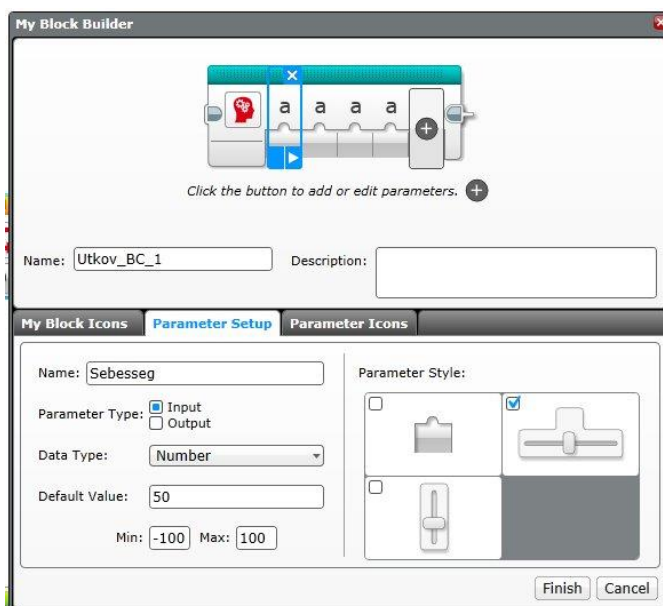 My Block Builder
a a a a
Click the button to add or edit parameters.
Name: Utkov_BC_1 Description:
My Block Icons Parameter Setup Parameter Icons
Name: Sebesseg Parameter Style:
Parameter Type: Input
Output
Data Type: Number
Default Value: 50
Min: -100 Max: 100
Finish Cancel